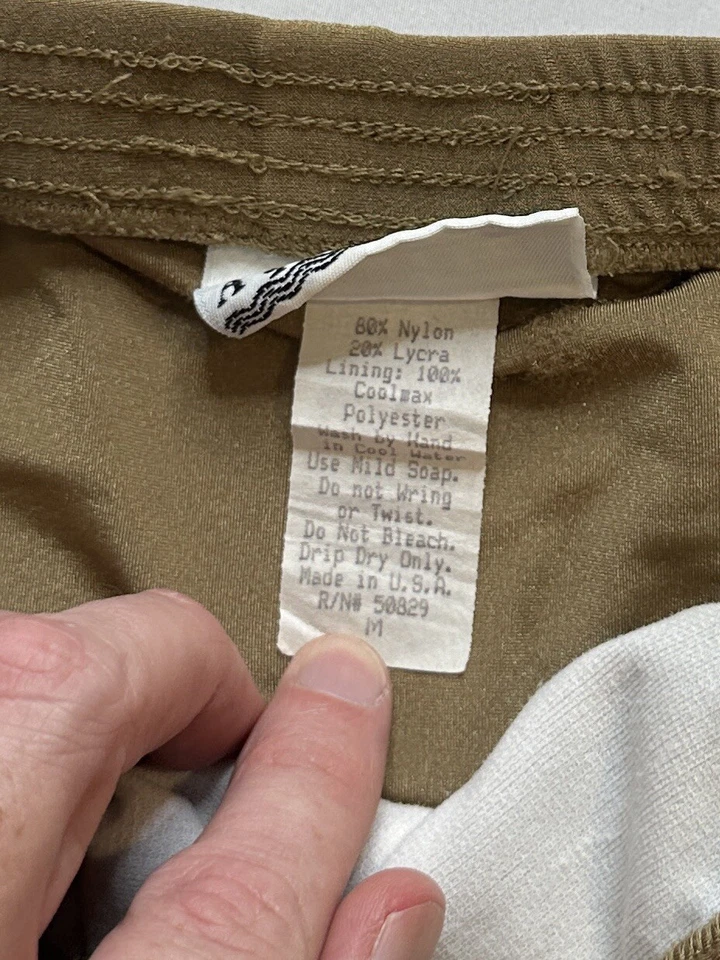 80% Nylon
20% Lycra
Lining: 100%
Coolmax
Polyester
Wash by Hand
in Cool Water
Use Mild Soap.
Do not Wring
or Twist.
Do Not Bleach.
Drip Dry Only.
Made in U.S.A.
R/N# 50829
M